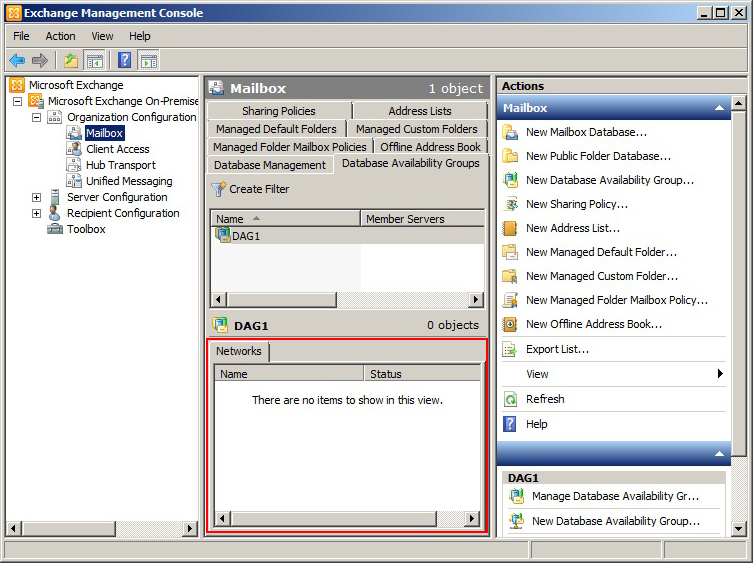 Exchange Management Console
File Action View Help
Microsoft Exchange
Microsoft Exchange On-Premise
Organization Configuration
Mailbox
Client Access
Hub Transport
Unified Messaging
Server Configuration
Recipient Configuration
Toolbox
Mailbox 1 object
Sharing Policies Address Lists
Managed Default Folders Managed Custom Folders
Managed Folder Mailbox Policies Offline Address Book
Database Management Database Availability Groups
Create Filter
Name Member Servers
DAG1
DAG1 0 objects
Networks
Name Status
There are no items to show in this view.
Actions
Mailbox
New Mailbox Database...
New Public Folder Database...
New Database Availability Group...
New Sharing Policy...
New Address List...
New Managed Default Folder...
New Managed Custom Folder...
New Managed Folder Mailbox Policy...
New Offline Address Book...
Export List...
View
Refresh
Help
DAG1
Manage Database Availability Gr...
New Database Availability Group...